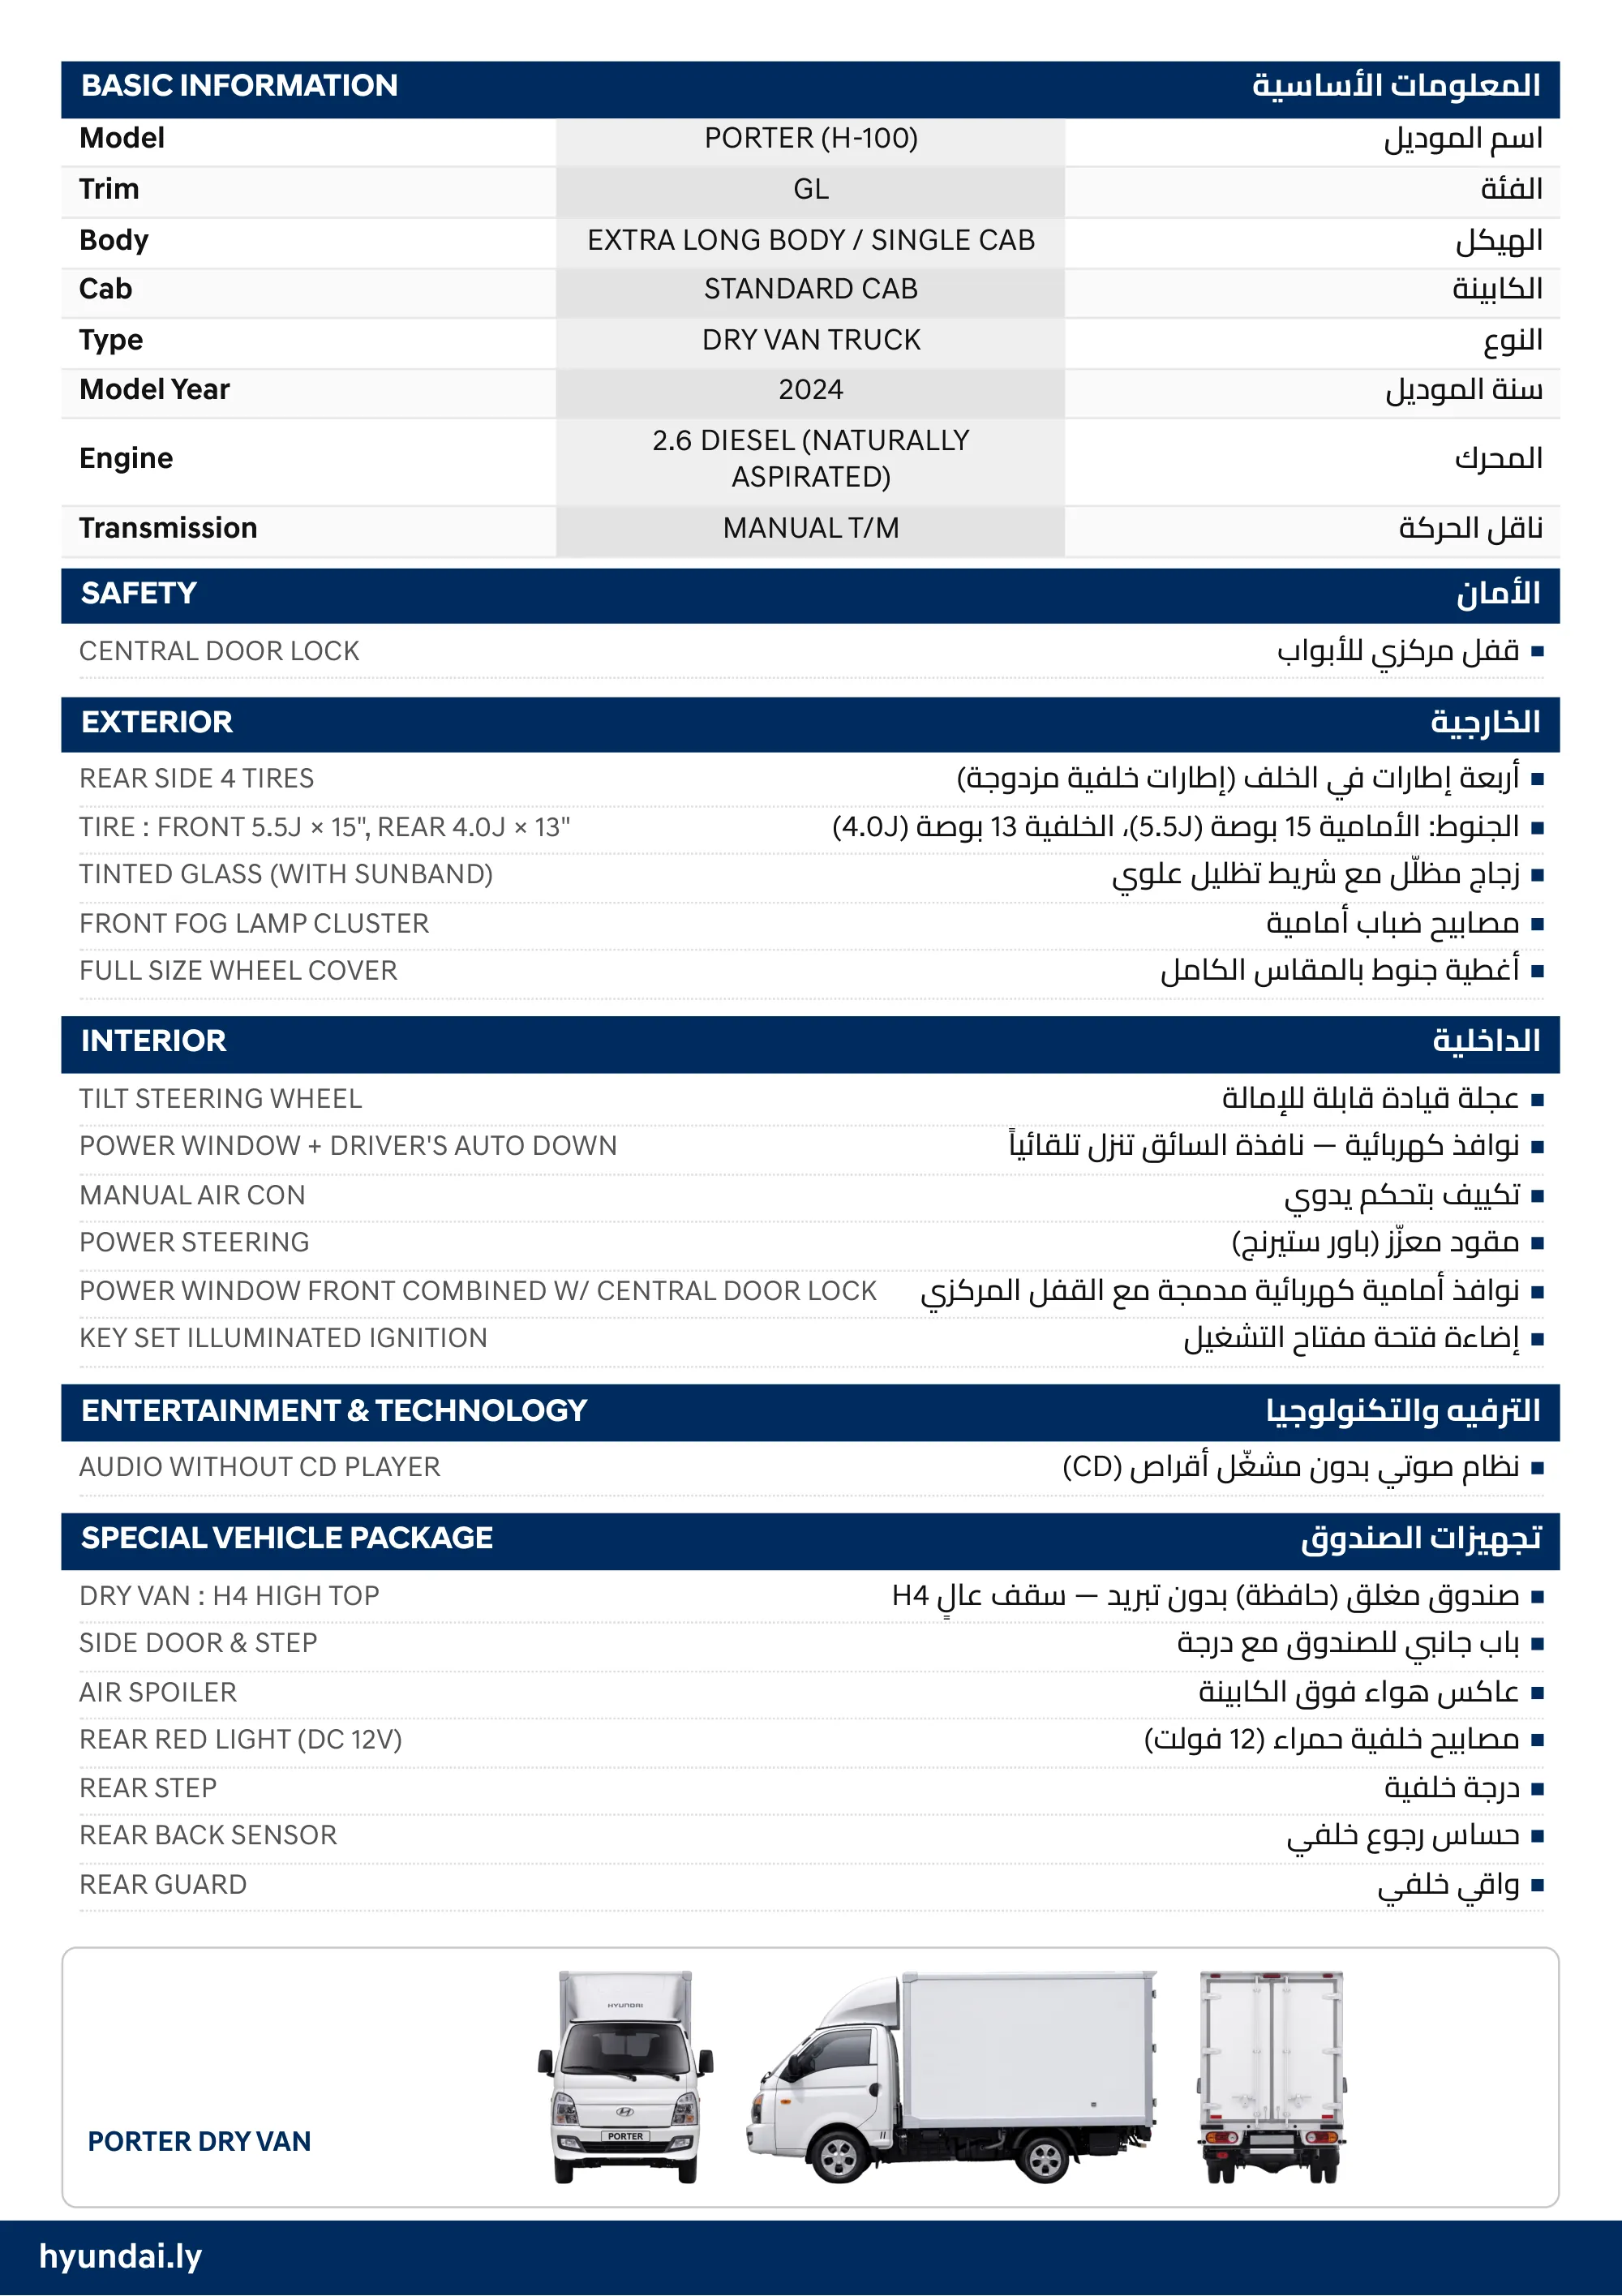 BASIC INFORMATION المعلومات الأساسية
Model PORTER (H-100) اسم الموديل
Trim GL الفئة
Body EXTRA LONG BODY / SINGLE CAB الهيكل
Cab STANDARD CAB الكابينة
Type DRY VAN TRUCK النوع
Model Year 2024 سنة الموديل
Engine 2.6 DIESEL (NATURALLY ASPIRATED) المحرك
Transmission MANUAL T/M ناقل الحركة
SAFETY الأمان
CENTRAL DOOR LOCK قفل مركزي للأبواب
EXTERIOR الخارجية
REAR SIDE 4 TIRES أربعة إطارات في الخلف (إطارات خلفية مزدوجة)
TIRE : FRONT 5.5J × 15", REAR 4.0J × 13" الجنوط: الأمامية 15 بوصة (5.5J)، الخلفية 13 بوصة (4.0J)
TINTED GLASS (WITH SUNBAND) زجاج مظلّل مع شريط تظليل علوي
FRONT FOG LAMP CLUSTER مصابيح ضباب أمامية
FULL SIZE WHEEL COVER أغطية جنوط بالمقاس الكامل
INTERIOR الداخلية
TILT STEERING WHEEL عجلة قيادة قابلة للإمالة
POWER WINDOW + DRIVER'S AUTO DOWN نوافذ كهربائية — نافذة السائق تنزل تلقائياً
MANUAL AIR CON تكييف بتحكم يدوي
POWER STEERING مقود معزّز (باور ستيرنج)
POWER WINDOW FRONT COMBINED W/ CENTRAL DOOR LOCK نوافذ أمامية كهربائية مدمجة مع القفل المركزي
KEY SET ILLUMINATED IGNITION إضاءة فتحة مفتاح التشغيل
ENTERTAINMENT & TECHNOLOGY الترفيه والتكنولوجيا
AUDIO WITHOUT CD PLAYER نظام صوتي بدون مشغّل أقراص (CD)
SPECIAL VEHICLE PACKAGE تجهيزات الصندوق
DRY VAN : H4 HIGH TOP صندوق مغلق (حافظة) بدون تبريد — سقف عالٍ H4
SIDE DOOR & STEP باب جانبي للصندوق مع درجة
AIR SPOILER عاكس هواء فوق الكابينة
REAR RED LIGHT (DC 12V) مصابيح خلفية حمراء (12 فولت)
REAR STEP درجة خلفية
REAR BACK SENSOR حساس رجوع خلفي
REAR GUARD واقي خلفي
HYUNDAI
PORTER
PORTER DRY VAN
hyundai.ly